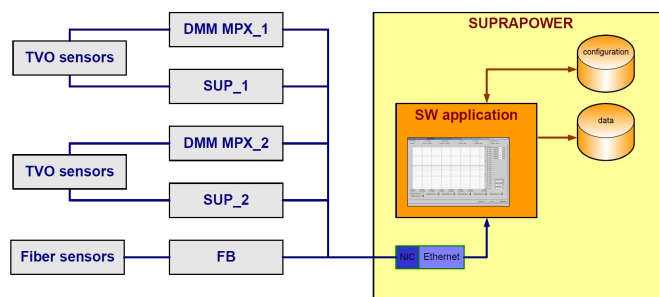 SUPRAPOWER
DMM MPX_1
TVO sensors
SUP_1
configuration
SW application
data
DMM MPX_2
TVO sensors
SUP_2
Fiber sensors
FB
NIC
Ethernet